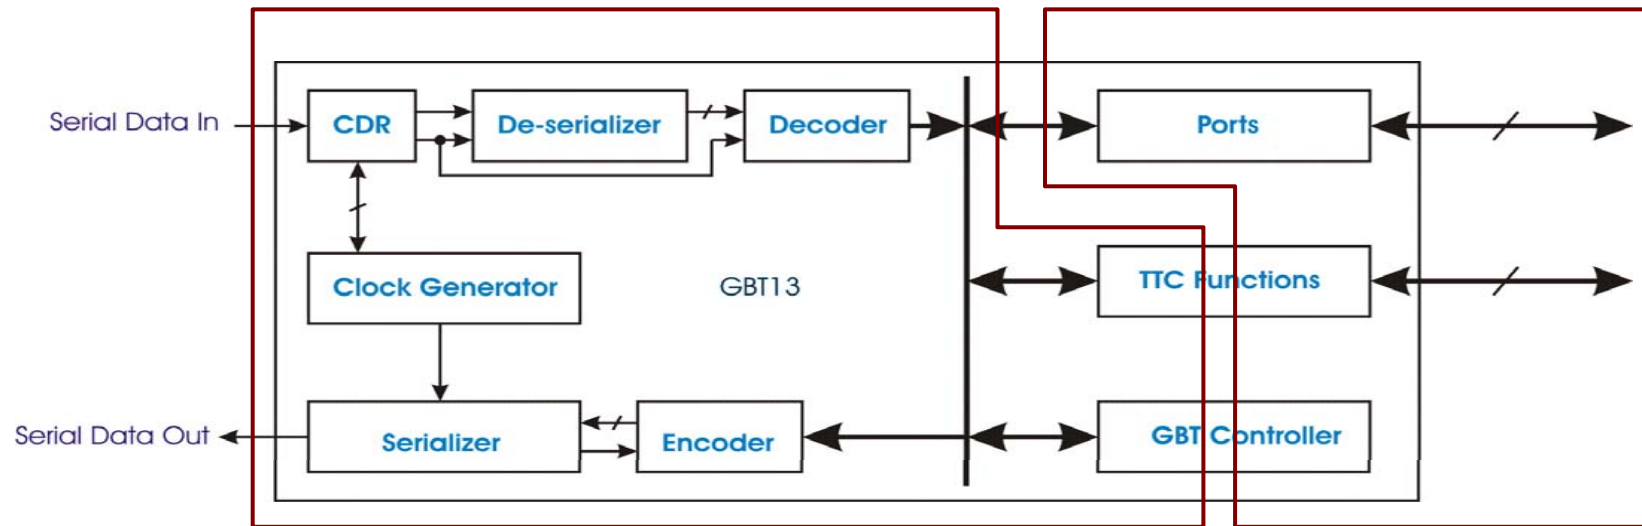 Serial Data In
CDR
De-serializer
Decoder
Ports
Clock Generator
GBT13
TTC Functions
Serial Data Out
Serializer
Encoder
GBT Controller